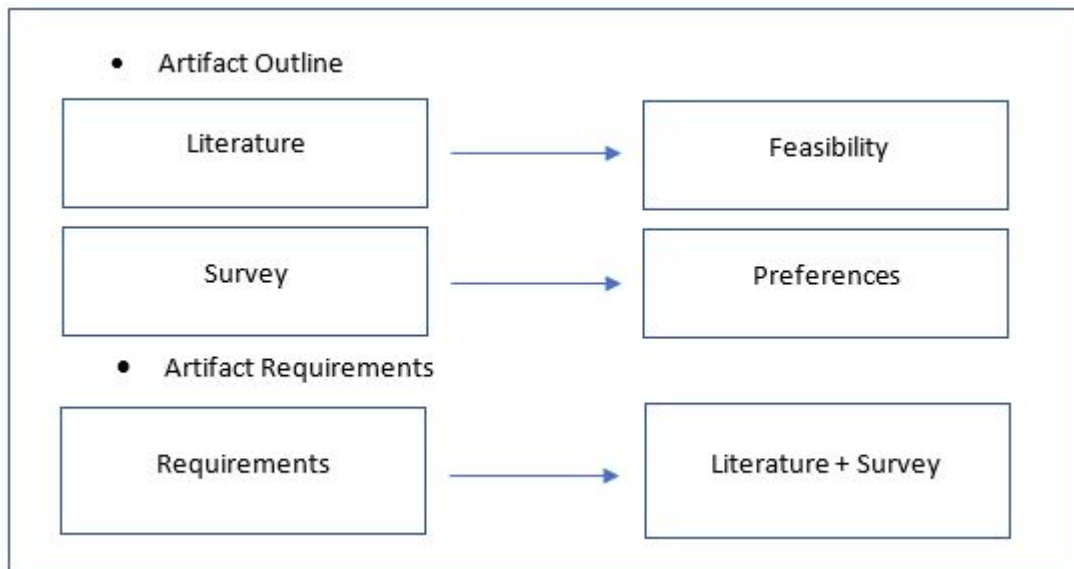 • Artifact Outline
Literature
Feasibility
Survey
Preferences
• Artifact Requirements
Requirements
Literature + Survey